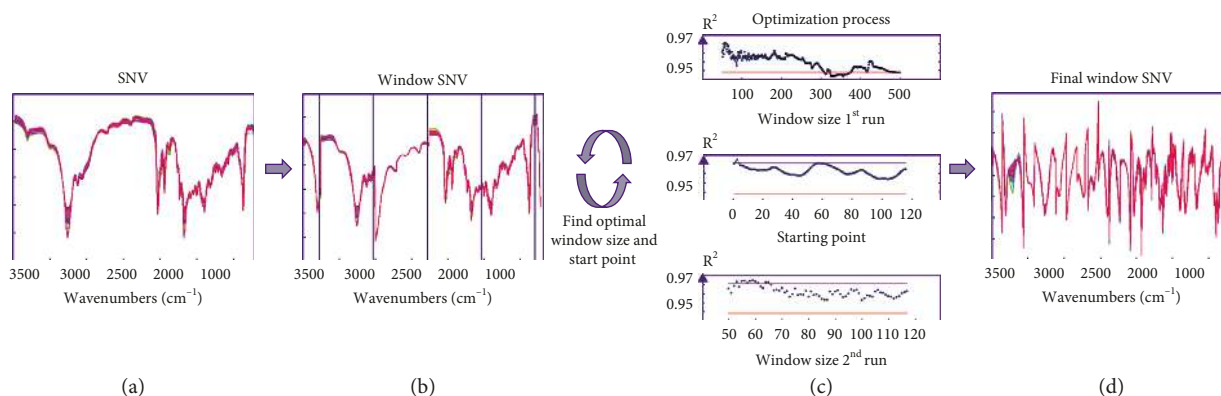 SNV
3500 3000 2500 2000 1000
Wavenumbers (cm⁻¹)
(a)
Window SNV
3500 3000 2500 2000 1000
Wavenumbers (cm⁻¹)
(b)
Find optimal
window size and
start point
Optimization process
R²
0.97
0.95
100 200 300 400 500
Window size 1ˢᵗ run
R²
0.97
0.95
0 20 40 60 80 100 116
Starting point
R²
0.97
0.95
50 60 70 80 90 100 110 120
Window size 2ⁿᵈ run
(c)
Final window SNV
3500 3000 2500 2000 1000
Wavenumbers (cm⁻¹)
(d)